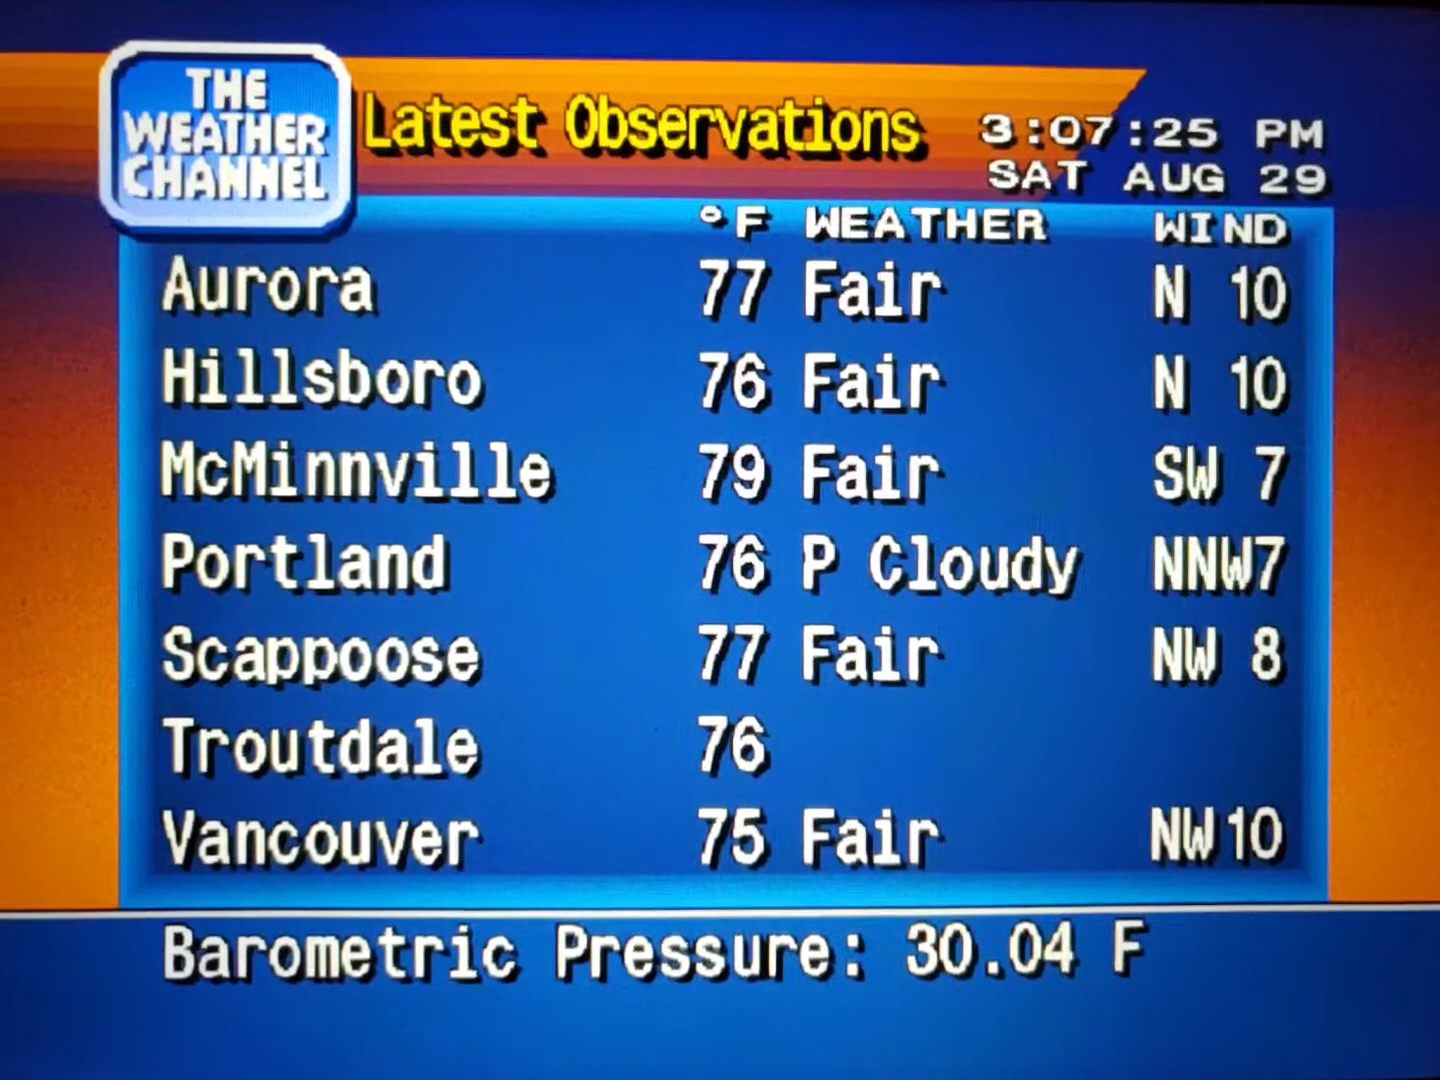 THE
WEATHER
CHANNEL
Latest Observations
3:07:25 PM
SAT AUG 29
°F WEATHER WIND
Aurora 77 Fair N 10
Hillsboro 76 Fair N 10
McMinnville 79 Fair SW 7
Portland 76 P Cloudy NNW7
Scappoose 77 Fair NW 8
Troutdale 76
Vancouver 75 Fair NW10
Barometric Pressure: 30.04 F